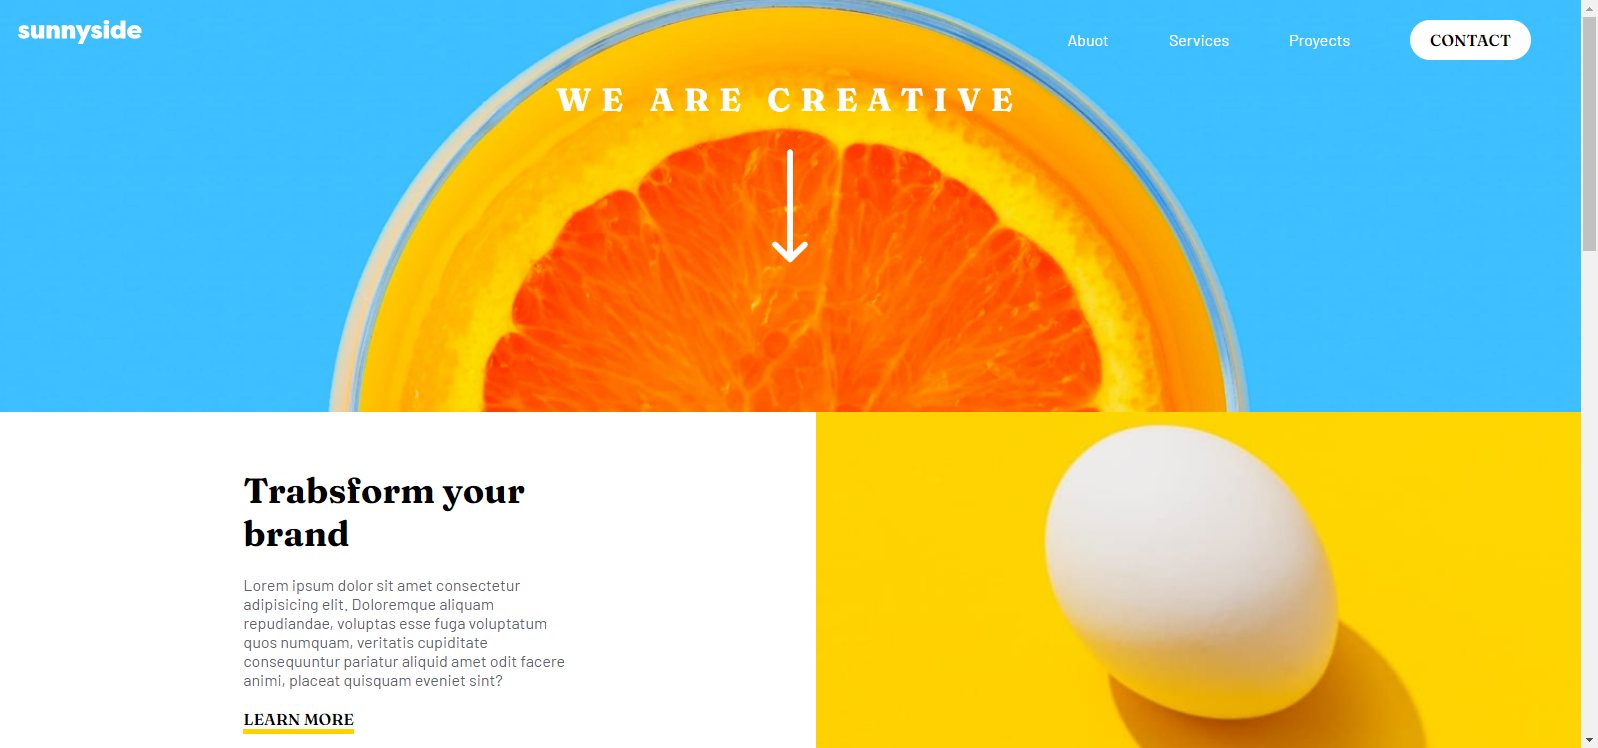 sunnyside
Abuot
Services
Proyects
CONTACT
WE ARE CREATIVE
Trabsform your
brand
Lorem ipsum dolor sit amet consectetur
adipisicing elit. Doloremque aliquam
repudiandae, voluptas esse fuga voluptatum
quos numquam, veritatis cupiditate
consequuntur pariatur aliquid amet odit facere
animi, placeat quisquam eveniet sint?
LEARN MORE